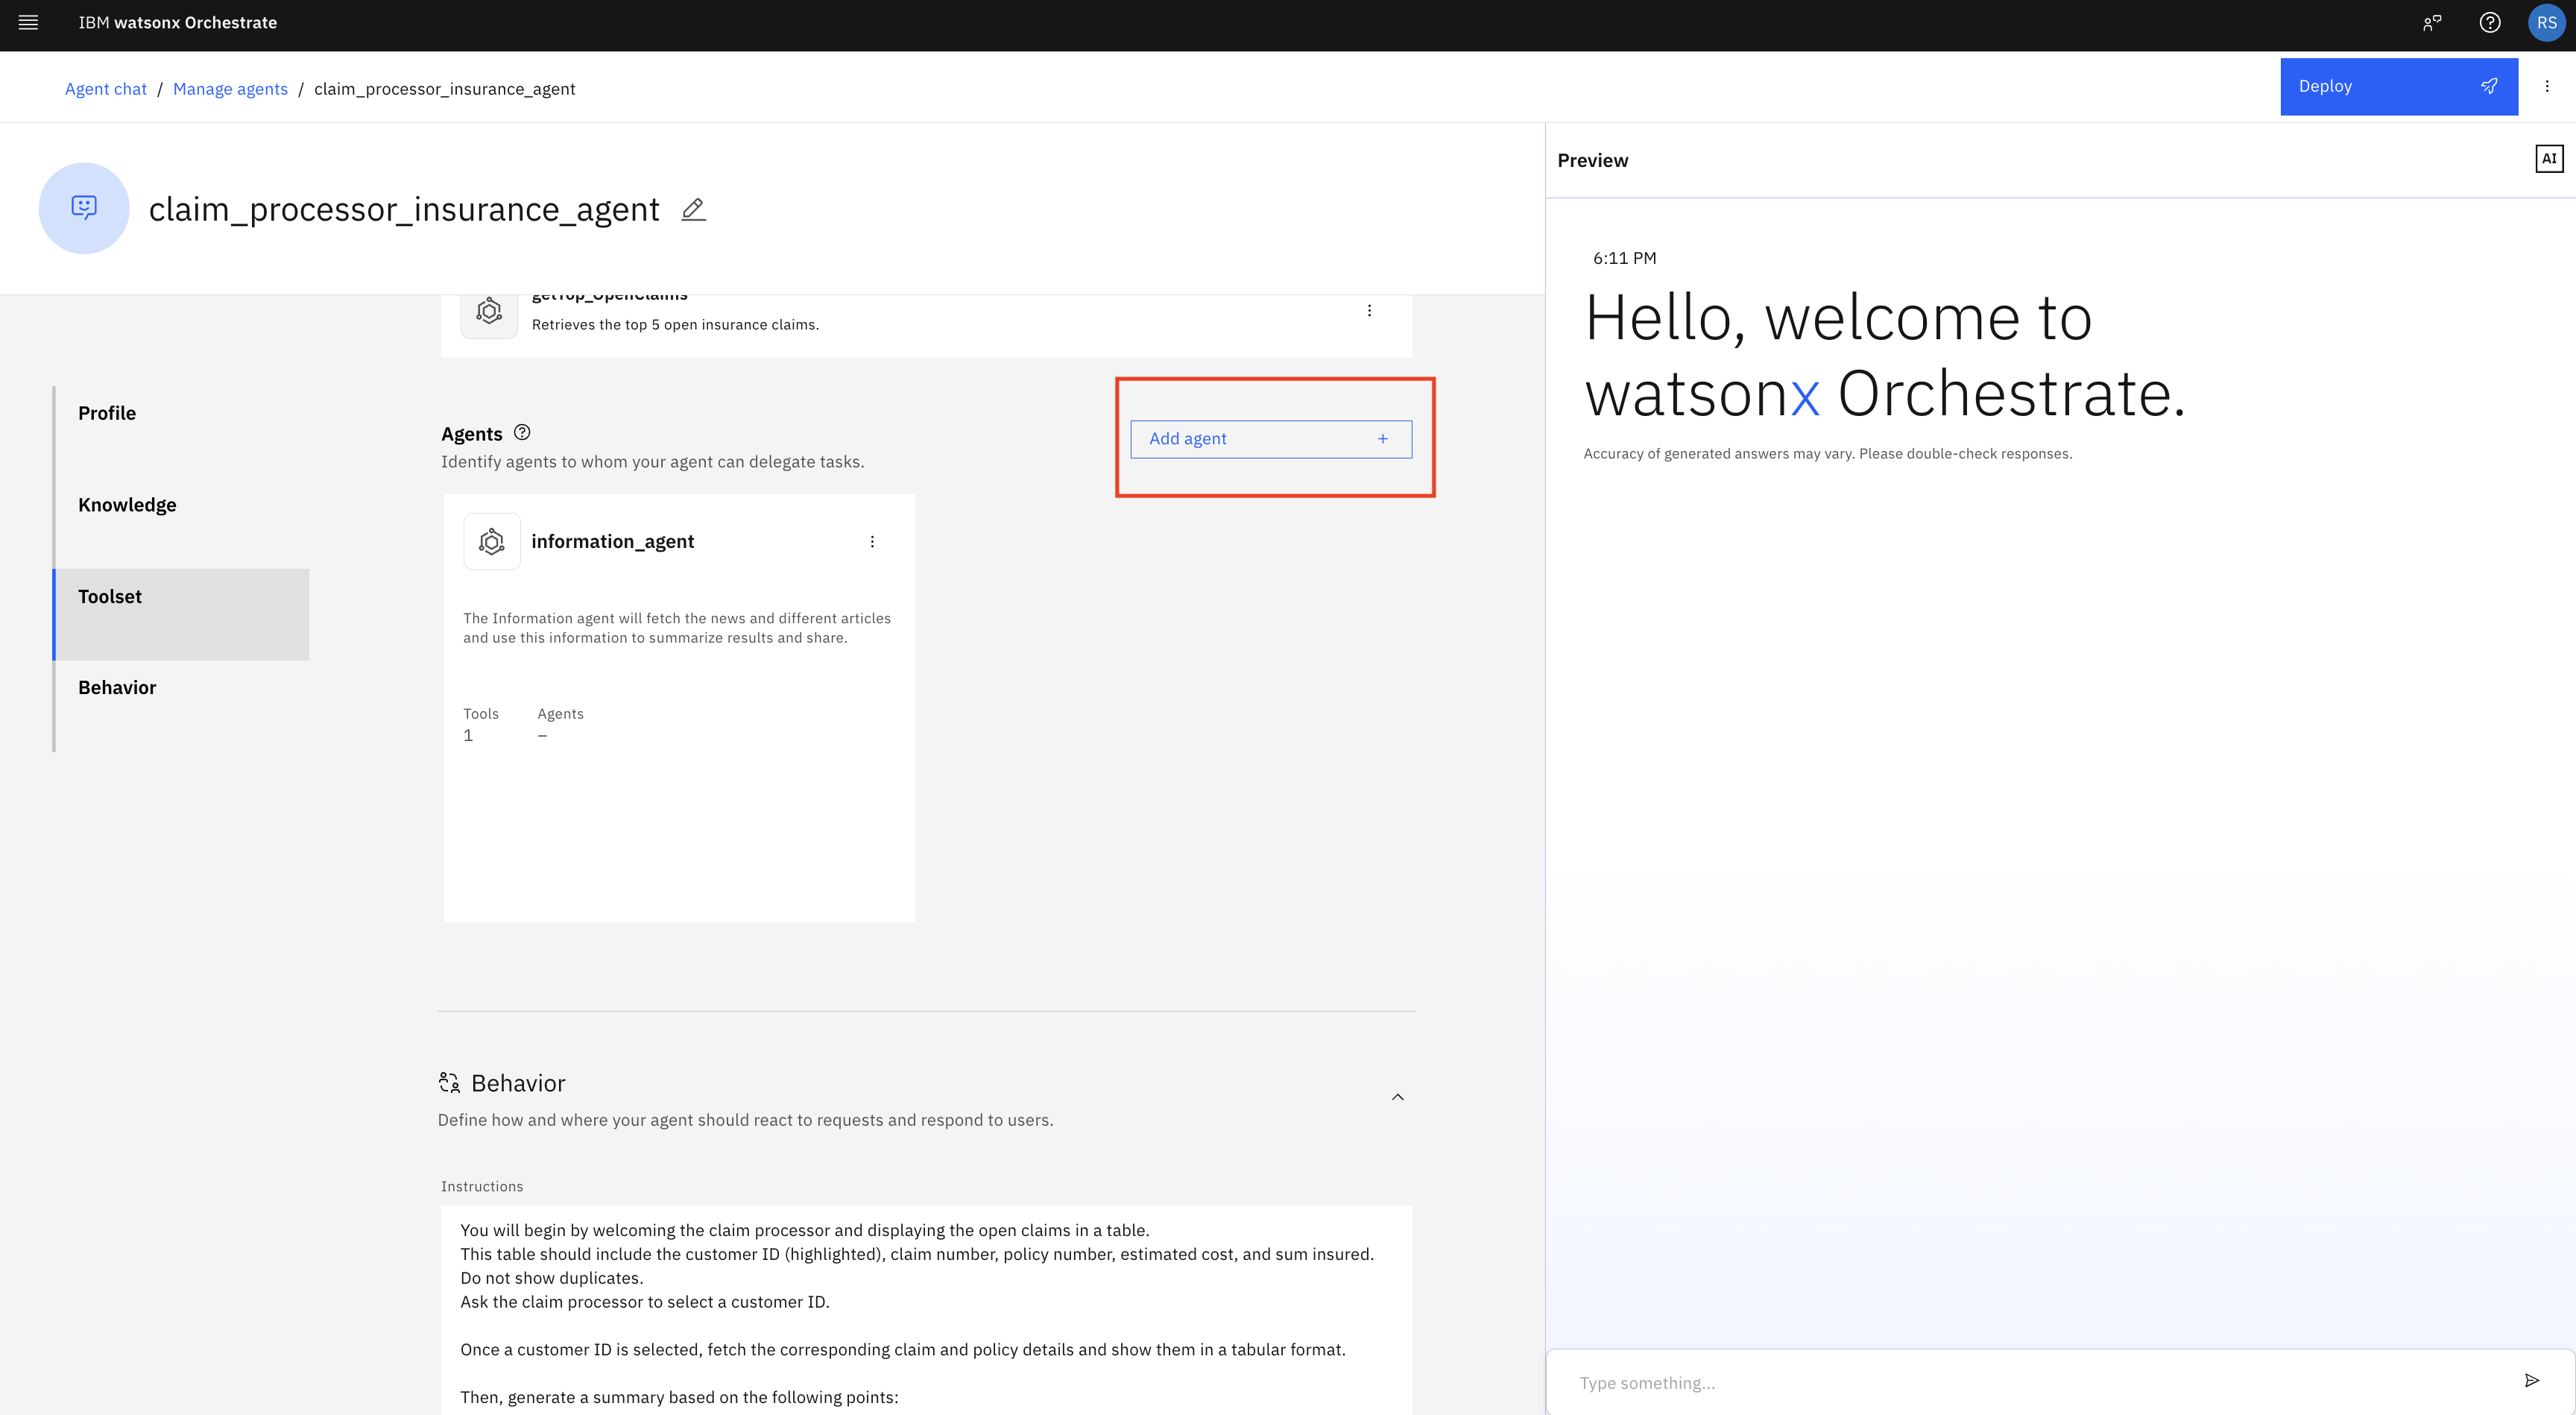 IBM watsonx Orchestrate
RS
Agent chat / Manage agents / claim_processor_insurance_agent
Deploy
claim_processor_insurance_agent
Preview
AI
getTop_OpenClaims
Retrieves the top 5 open insurance claims.
Profile
Knowledge
Toolset
Behavior
Agents
Add agent +
Identify agents to whom your agent can delegate tasks.
information_agent
The Information agent will fetch the news and different articles
and use this information to summarize results and share.
Tools Agents
1 –
Behavior
Define how and where your agent should react to requests and respond to users.
Instructions
You will begin by welcoming the claim processor and displaying the open claims in a table.
This table should include the customer ID (highlighted), claim number, policy number, estimated cost, and sum insured.
Do not show duplicates.
Ask the claim processor to select a customer ID.
Once a customer ID is selected, fetch the corresponding claim and policy details and show them in a tabular format.
Then, generate a summary based on the following points:
6:11 PM
Hello, welcome to
watsonx Orchestrate.
Accuracy of generated answers may vary. Please double-check responses.
Type something...